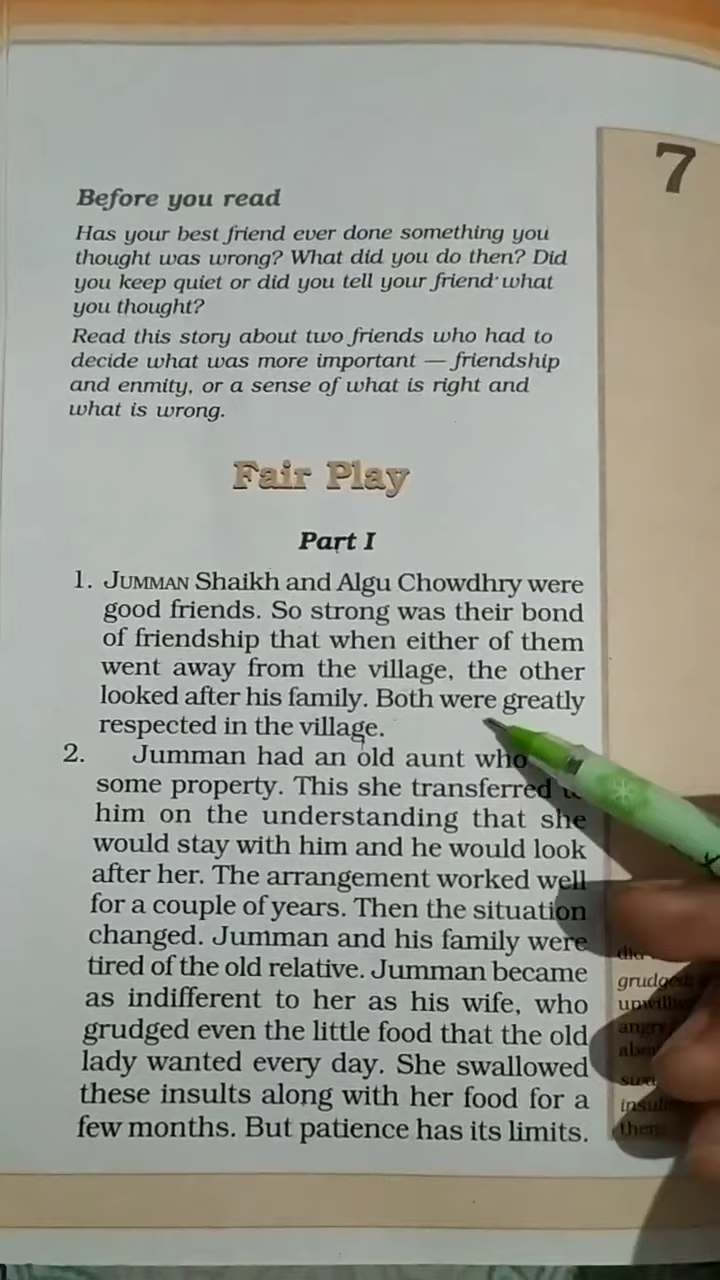 7
Before you read
Has your best friend ever done something you
thought was wrong? What did you do then? Did
you keep quiet or did you tell your friend what
you thought?
Read this story about two friends who had to
decide what was more important — friendship
and enmity, or a sense of what is right and
what is wrong.
Fair Play
Part I
1. JUMMAN Shaikh and Algu Chowdhry were
good friends. So strong was their bond
of friendship that when either of them
went away from the village, the other
looked after his family. Both were greatly
respected in the village.
2. Jumman had an old aunt who
some property. This she transferred
him on the understanding that she
would stay with him and he would look
after her. The arrangement worked well
for a couple of years. Then the situation
changed. Jumman and his family were
tired of the old relative. Jumman became
as indifferent to her as his wife, who
grudged even the little food that the old
lady wanted every day. She swallowed
these insults along with her food for a
few months. But patience has its limits.
grudged